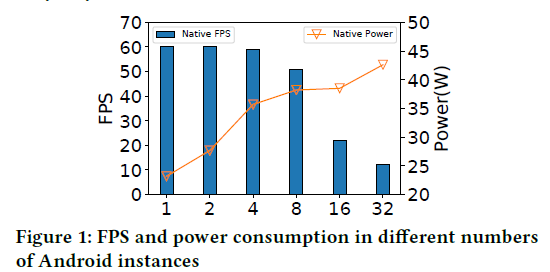 70
60
50
40
30
20
10
0
FPS
Native FPS
Native Power
50
45
40
35
30
25
20
Power(W)
1 2 4 8 16 32
Figure 1: FPS and power consumption in different numbers
of Android instances